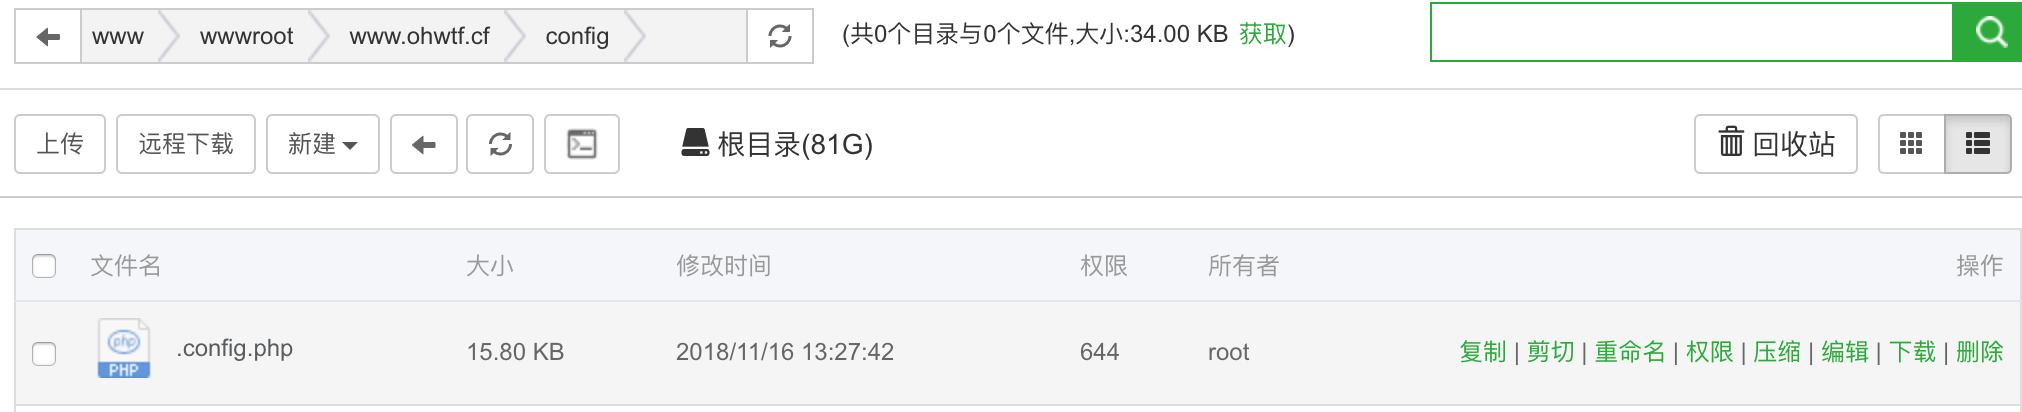 www wwwroot www.ohwtf.cf config (共0个目录与0个文件,大小:34.00 KB 获取)
上传 远程下载 新建 根目录(81G) 回收站
文件名 大小 修改时间 权限 所有者 操作
php PHP .config.php 15.80 KB 2018/11/16 13:27:42 644 root 复制 | 剪切 | 重命名 | 权限 | 压缩 | 编辑 | 下载 | 删除